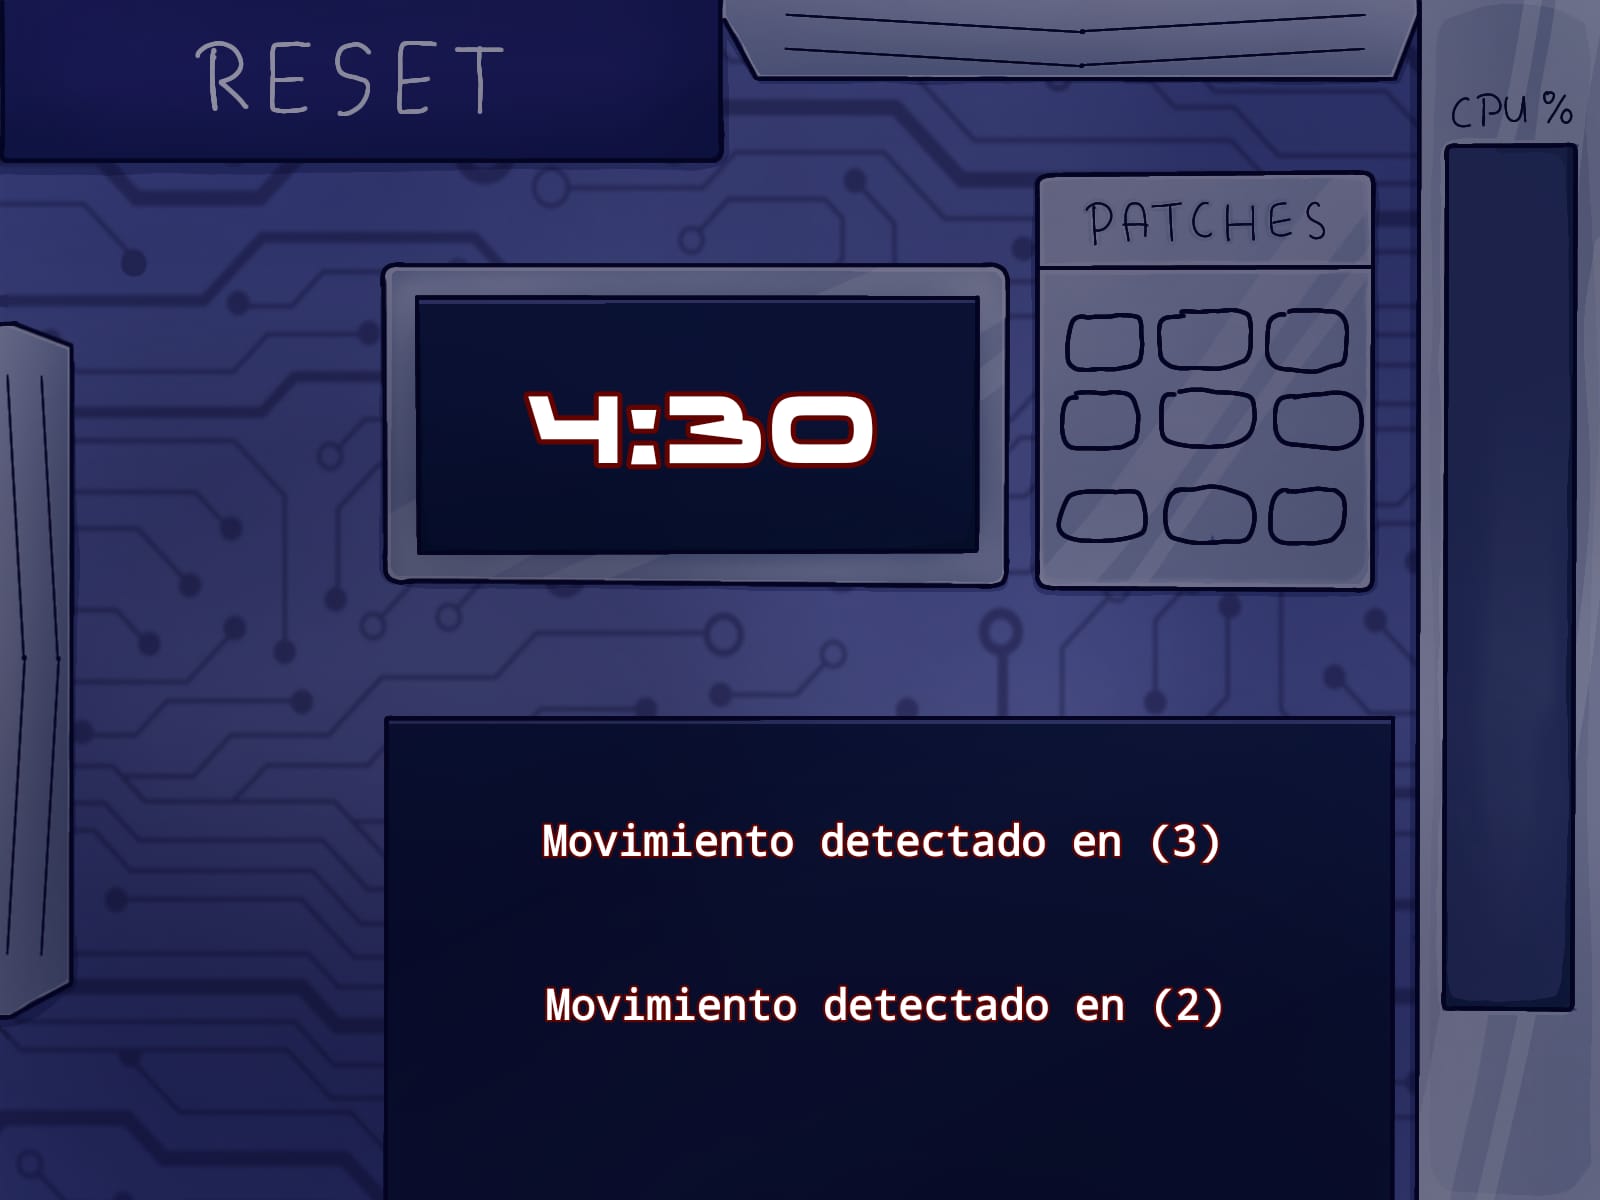 RESET
CPU %
PATCHES
4:30
Movimiento detectado en (3)
Movimiento detectado en (2)